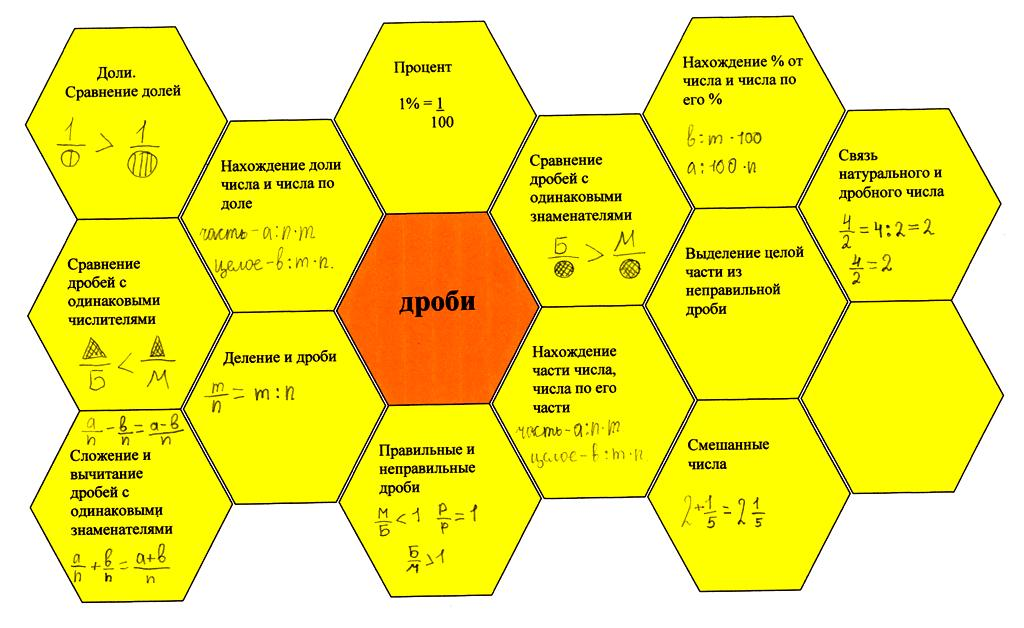 Доли.
Сравнение долей
1 > 1
Процент
1% = 1
100
Нахождение % от
числа и числа по
его %
в:m·100
а:100·n
Нахождение доли
числа и числа по
доле
часть-а:n·m
целое-в:m·n.
Сравнение
дробей с
одинаковыми
знаменателями
Б > М
Связь
натурального и
дробного числа
4/2=4:2=2
4/2=2
Сравнение
дробей с
одинаковыми
числителями
Б < М
дроби
Выделение целой
части из
неправильной
дроби
Деление и дроби
m/n = m:n
Нахождение
части числа,
числа по его
части
часть-а:n·m
целое-в:m·n.
а/n - в/n = а-в/n
Сложение и
вычитание
дробей с
одинаковыми
знаменателями
а/n + в/n = а+в/n
Правильные и
неправильные
дроби
М/Б < 1 Р/Р = 1
Б/М > 1
Смешанные
числа
2+1/5=2 1/5